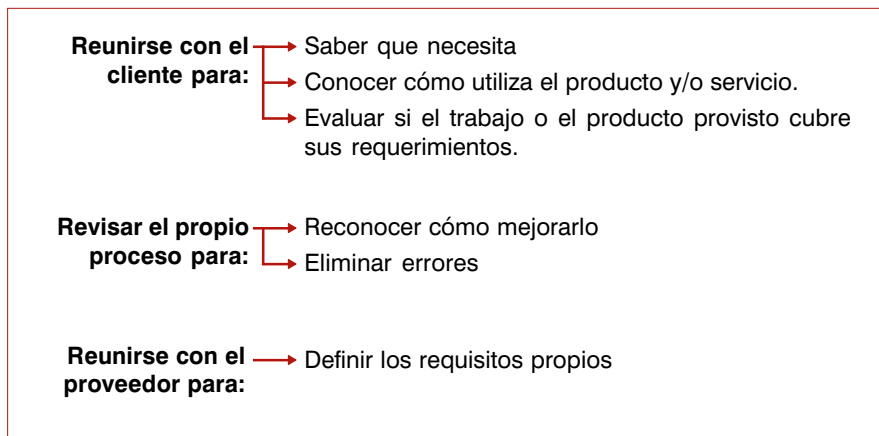 Reunirse con el
cliente para:
Saber que necesita
Conocer cómo utiliza el producto y/o servicio.
Evaluar si el trabajo o el producto provisto cubre
sus requerimientos.
Revisar el propio
proceso para:
Reconocer cómo mejorarlo
Eliminar errores
Reunirse con el
proveedor para:
Definir los requisitos propios